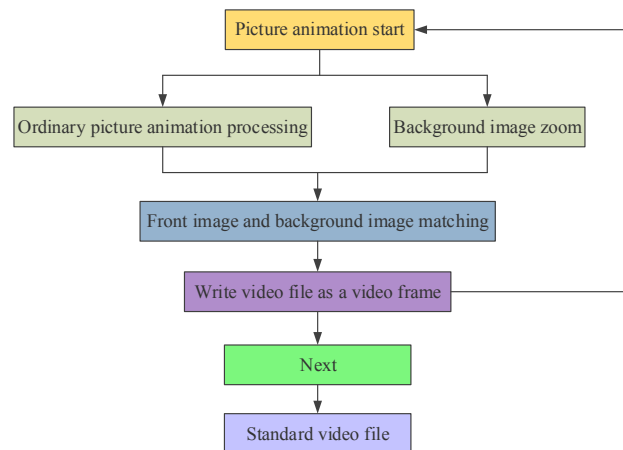 Picture animation start
Ordinary picture animation processing
Background image zoom
Front image and background image matching
Write video file as a video frame
Next
Standard video file